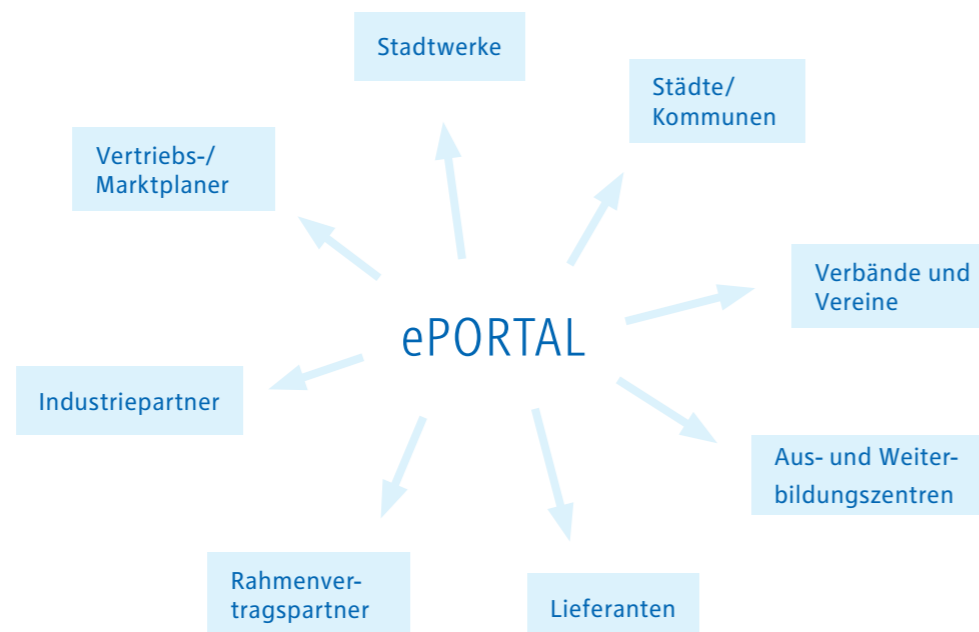 Stadtwerke
Städte/
Kommunen
Vertriebs-/
Marktplaner
Verbände und
Vereine
ePORTAL
Industriepartner
Aus- und Weiter-
bildungszentren
Rahmenver-
tragspartner
Lieferanten